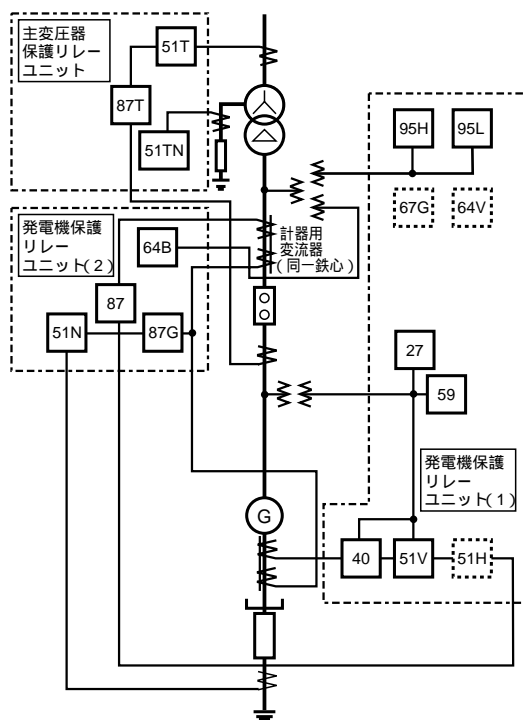 主変圧器
保護リレー
ユニット
51T
87T
51TN
95H
95L
67G
64V
発電機保護
リレー
ユニット(2)
64B
計器用
変流器
(同一鉄心)
87
51N
87G
27
59
発電機保護
リレー
ユニット(1)
G
40
51V
51H